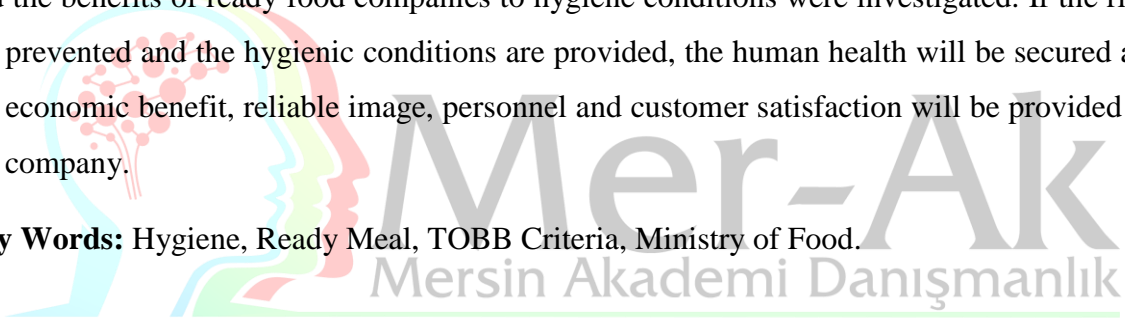 the benefits of ready food companies to hygiene conditions were investigated. If the
prevented and the hygienic conditions are provided, the human health will be secured
economic benefit, reliable image, personnel and customer satisfaction will be provided
company.
Words: Hygiene, Ready Meal, TOBB Criteria, Ministry of Food.
Mer-Ak
Mersin Akademi Danışmanlık